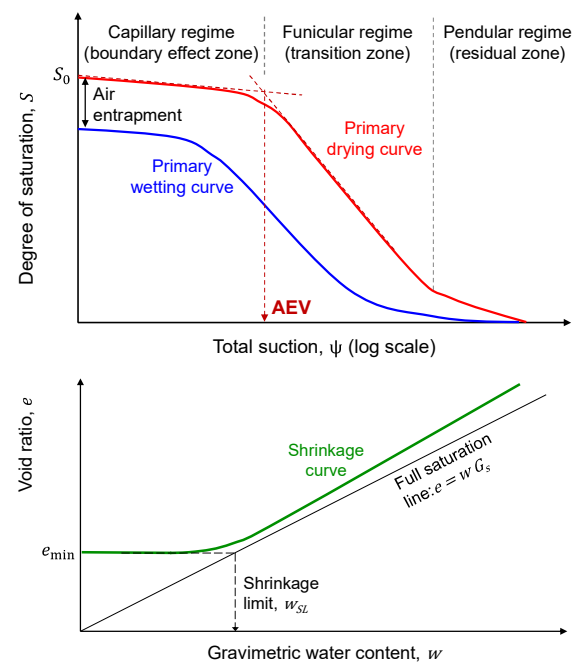 Capillary regime
(boundary effect zone)
Funicular regime
(transition zone)
Pendular regime
(residual zone)
S₀
Air
entrapment
Primary
drying curve
Primary
wetting curve
Degree of saturation, S
AEV
Total suction, ψ (log scale)
Void ratio, e
Shrinkage
curve
Full saturation
line: e = w Gₛ
eₘᵢₙ
Shrinkage
limit, w_SL
Gravimetric water content, w